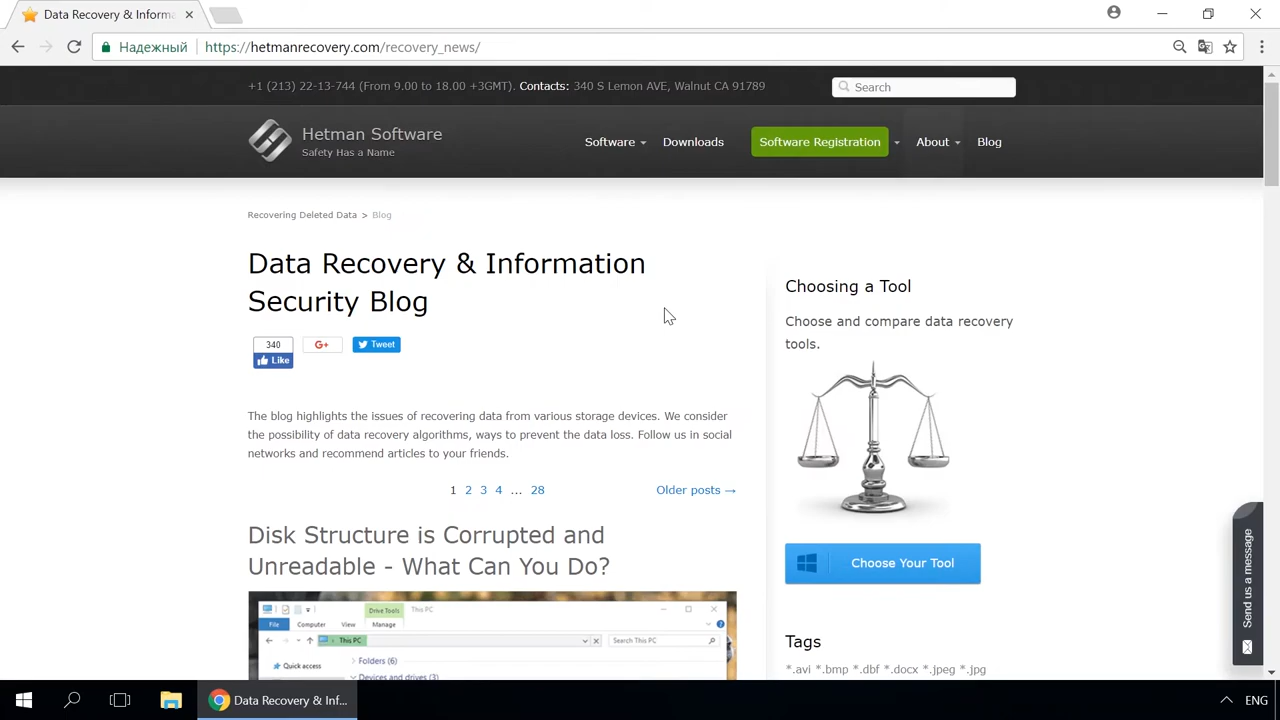 Data Recovery & Informa
Надежный
https://hetmanrecovery.com/recovery_news/
+1 (213) 22-13-744 (From 9.00 to 18.00 +3GMT). Contacts: 340 S Lemon AVE, Walnut CA 91789
Search
Hetman Software
Safety Has a Name
Software
Downloads
Software Registration
About
Blog
Recovering Deleted Data > Blog
Data Recovery & Information
Security Blog
340
Like
G+
Tweet
The blog highlights the issues of recovering data from various storage devices. We consider
the possibility of data recovery algorithms, ways to prevent the data loss. Follow us in social
networks and recommend articles to your friends.
1 2 3 4 ... 28
Older posts →
Disk Structure is Corrupted and
Unreadable - What Can You Do?
Drive Tools
This PC
File
Computer
View
Manage
This PC
Search This PC
Quick access
Folders (6)
Devices and drives (3)
Choosing a Tool
Choose and compare data recovery
tools.
Choose Your Tool
Tags
*.avi *.bmp *.dbf *.docx *.jpeg *.jpg
Send us a message
Data Recovery & Inf...
ENG